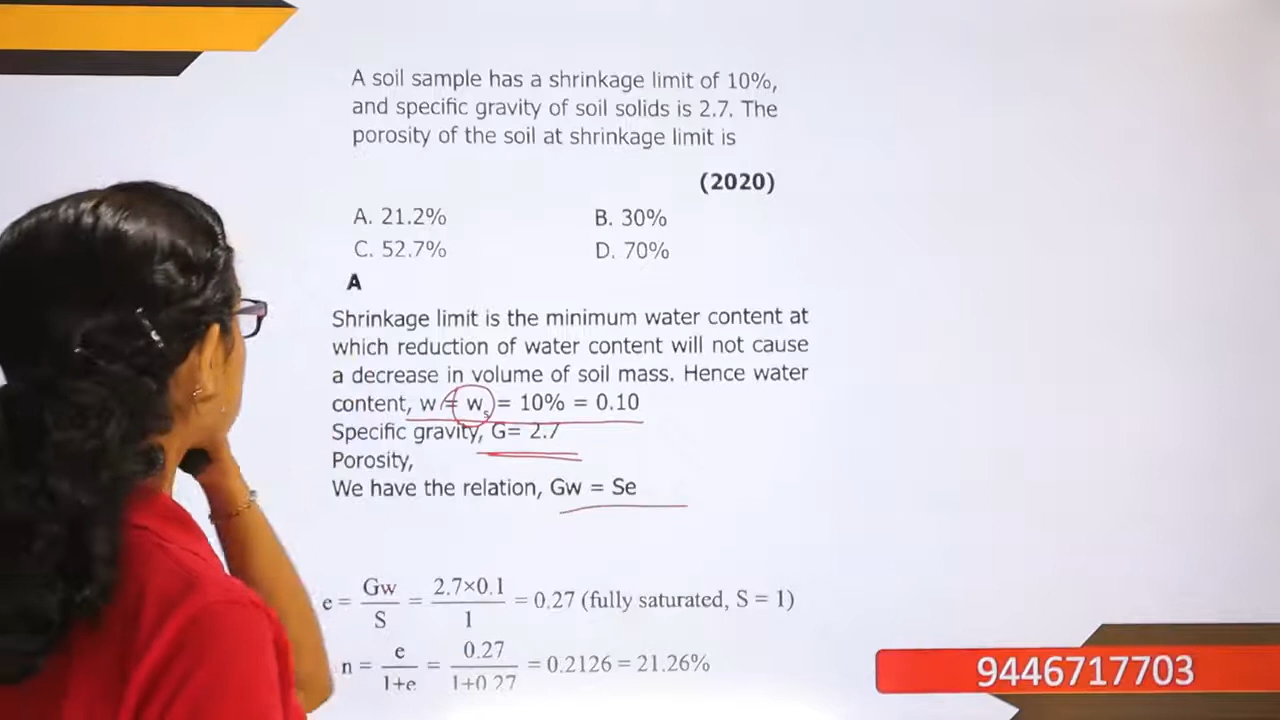 A soil sample has a shrinkage limit of 10%,
and specific gravity of soil solids is 2.7. The
porosity of the soil at shrinkage limit is
(2020)
A. 21.2% B. 30%
C. 52.7% D. 70%
A
Shrinkage limit is the minimum water content at
which reduction of water content will not cause
a decrease in volume of soil mass. Hence water
content, w = wₛ = 10% = 0.10
Specific gravity, G= 2.7
Porosity,
We have the relation, Gw = Se
e = Gw/S = 2.7×0.1/1 = 0.27 (fully saturated, S = 1)
n = e/1+e = 0.27/1+0.27 = 0.2126 = 21.26%
9446717703